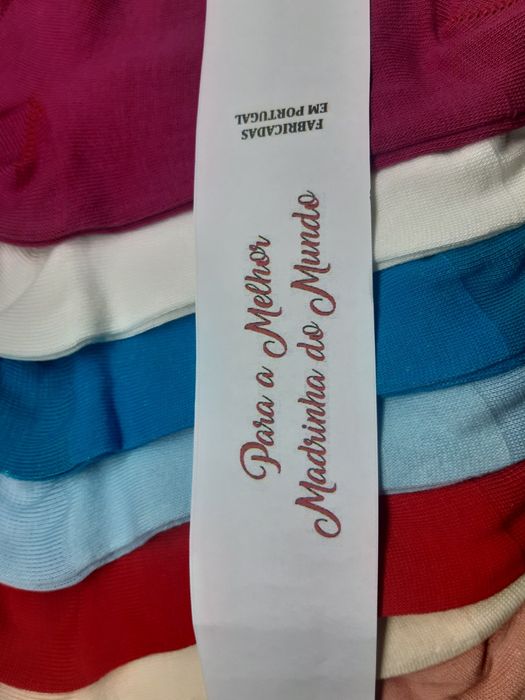 FABRICADAS
EM PORTUGAL
Para a Melhor
Madrinha do Mundo